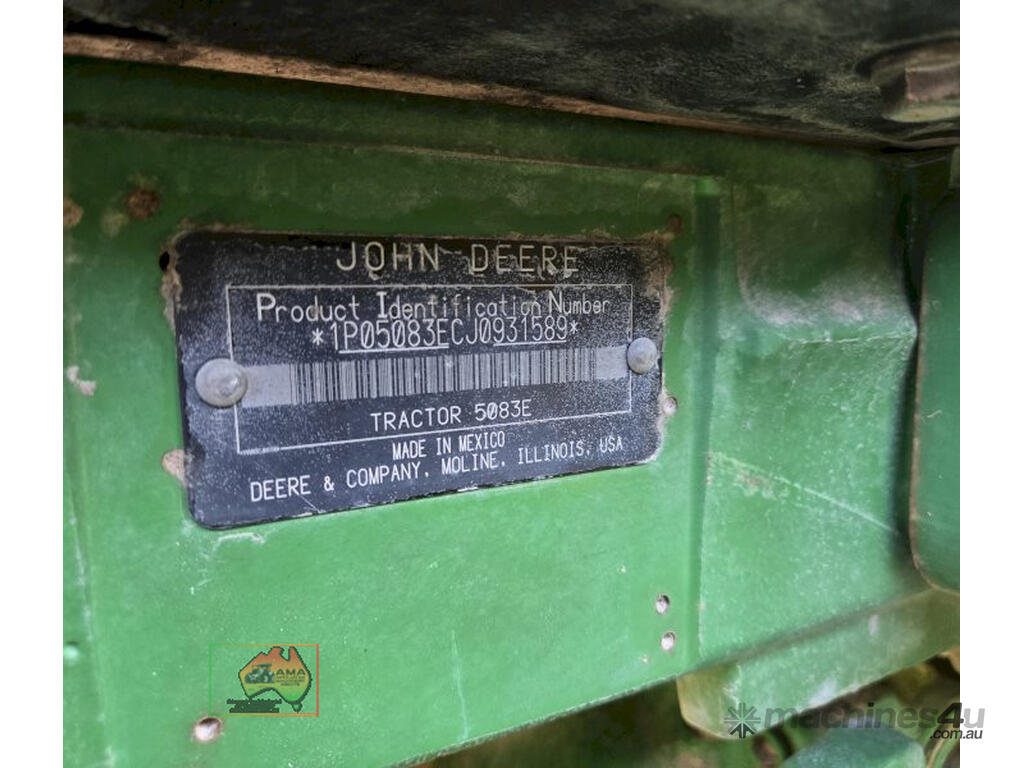 JOHN DEERE
Product Identification Number
*1P05083ECJ0931589*
TRACTOR 5083E
MADE IN MEXICO
DEERE & COMPANY, MOLINE, ILLINOIS, USA
AMA
machines4u
.com.au